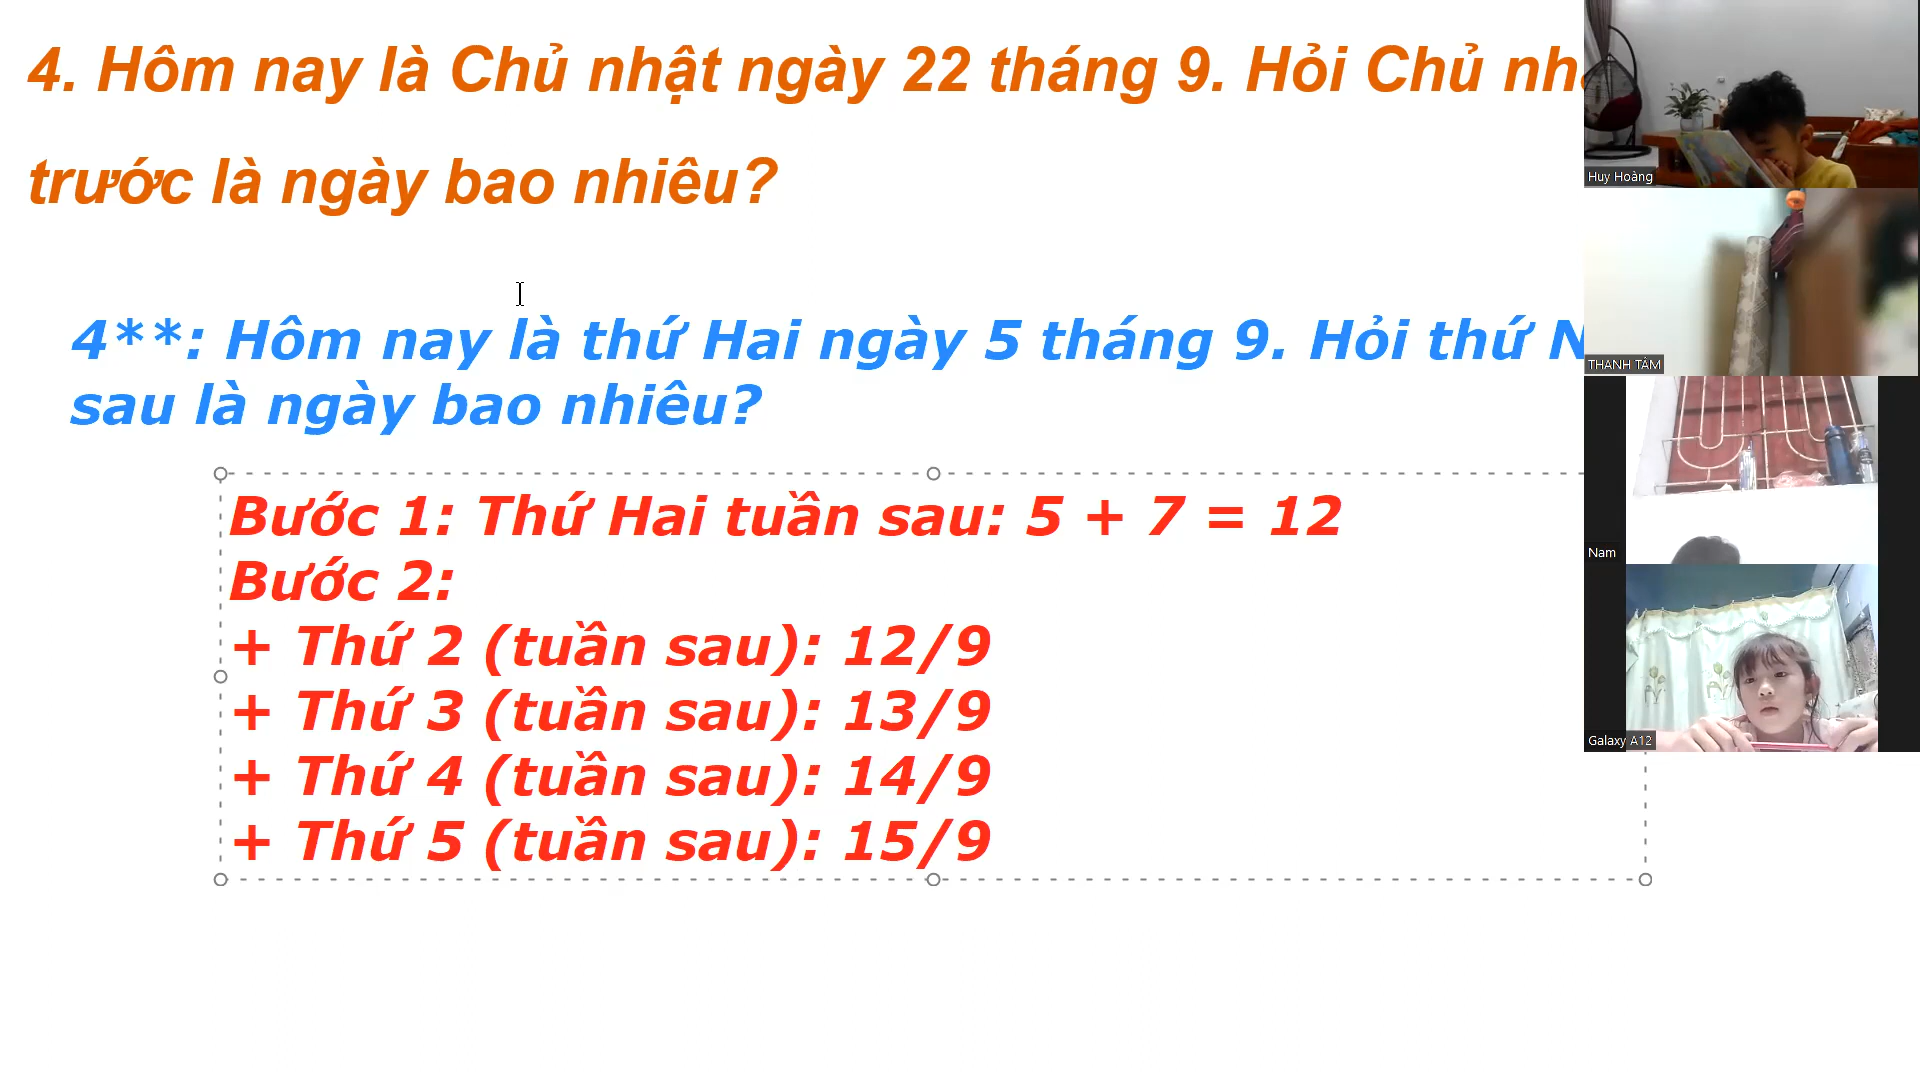 4. Hôm nay là Chủ nhật ngày 22 tháng 9. Hỏi Chủ
trước là ngày bao nhiêu?
4**: Hôm nay là thứ Hai ngày 5 tháng 9. Hỏi thứ
sau là ngày bao nhiêu?
Bước 1: Thứ Hai tuần sau: 5 + 7 = 12
Bước 2:
+ Thứ 2 (tuần sau): 12/9
+ Thứ 3 (tuần sau): 13/9
+ Thứ 4 (tuần sau): 14/9
+ Thứ 5 (tuần sau): 15/9
Huy Hoàng
THANH TÂM
Nam
Galaxy A12